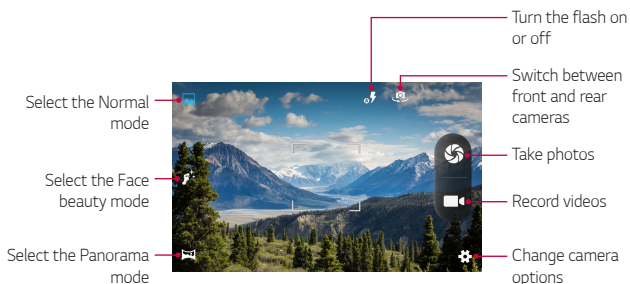 Turn the flash on
or off
Switch between
front and rear
cameras
Take photos
Record videos
Change camera
options
Select the Normal
mode
Select the Face
beauty mode
Select the Panorama
mode